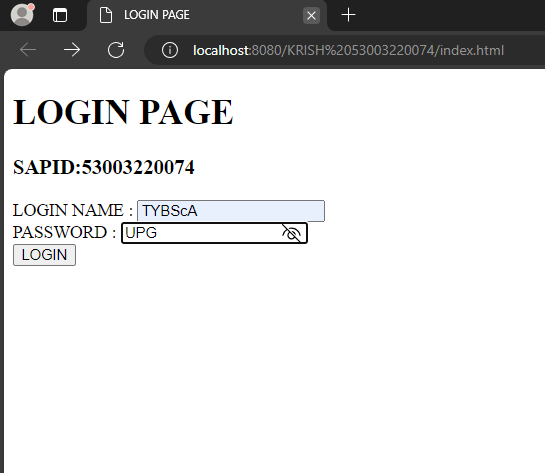 LOGIN PAGE
localhost:8080/KRISH%2053003220074/index.html
LOGIN PAGE
SAPID:53003220074
LOGIN NAME : TYBScA
PASSWORD : UPG
LOGIN